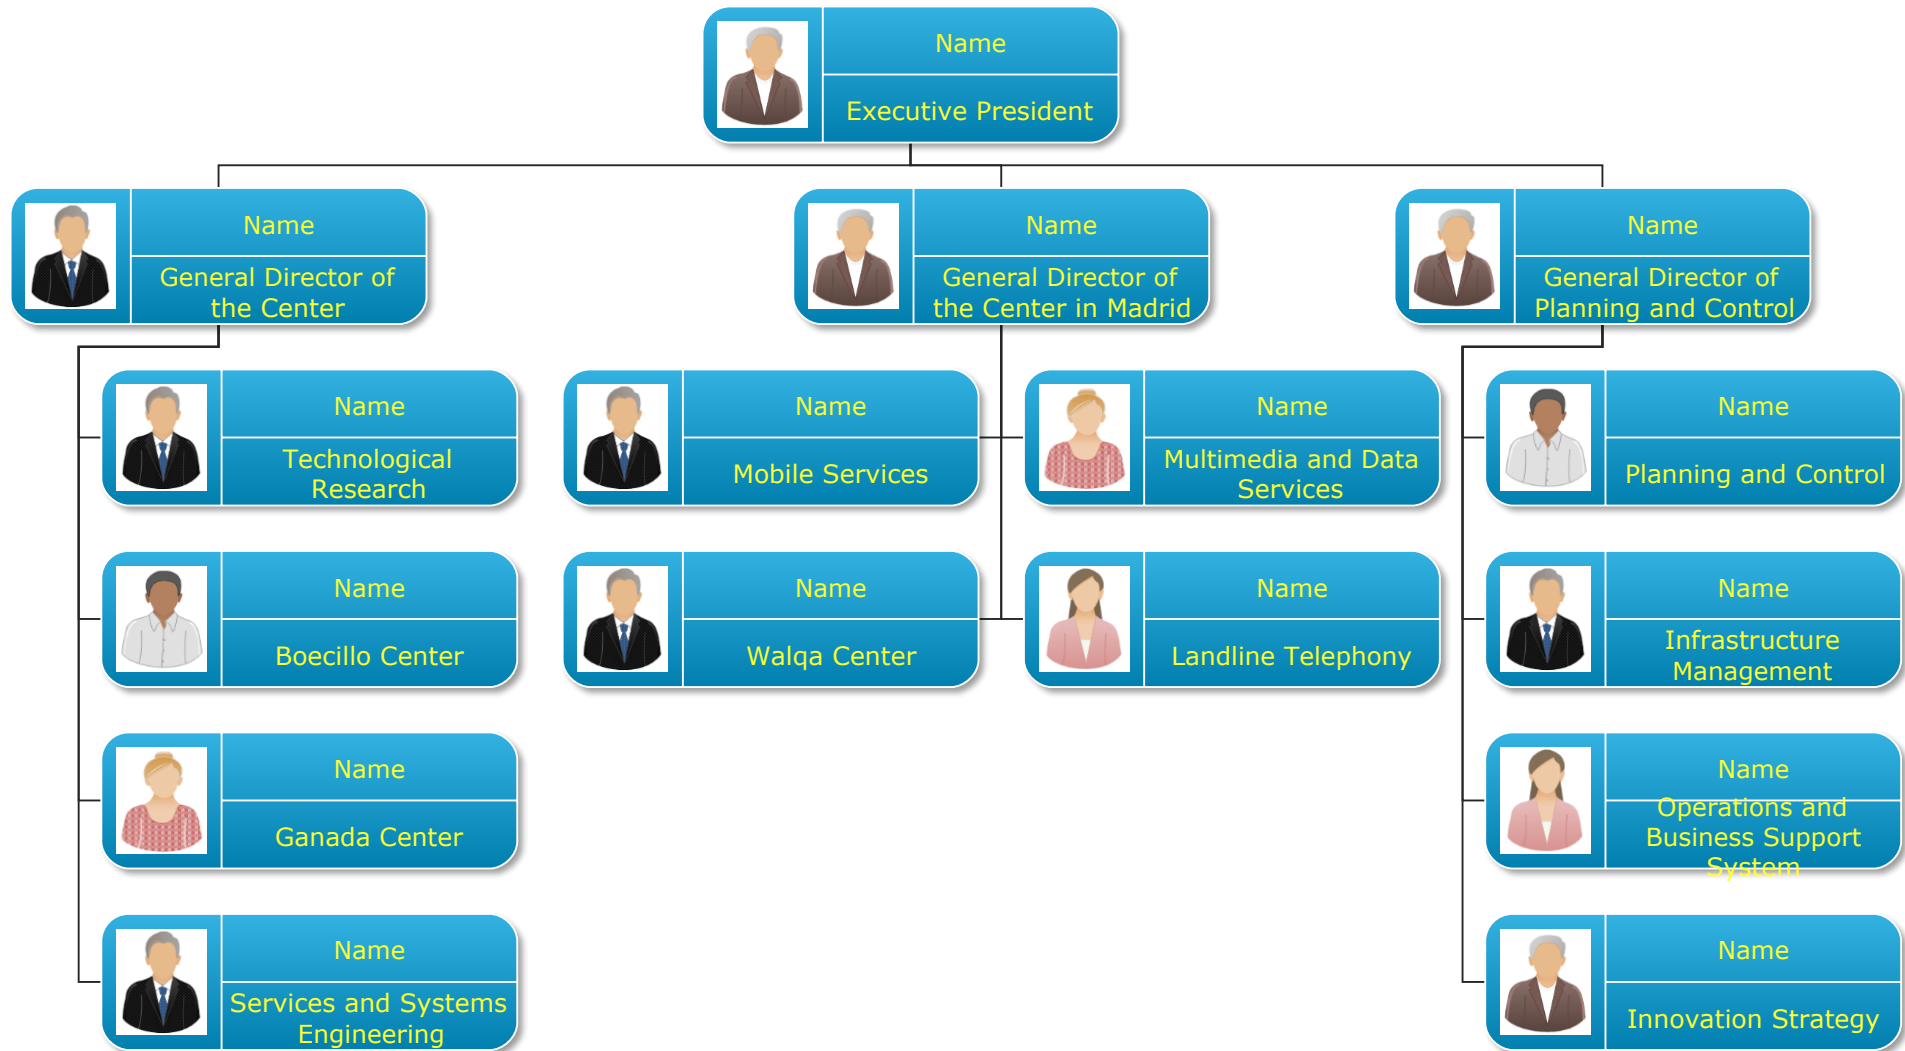 Name
Executive President
Name
General Director of
the Center
Name
General Director of
the Center in Madrid
Name
General Director of
Planning and Control
Name
Technological
Research
Name
Mobile Services
Name
Multimedia and Data
Services
Name
Planning and Control
Name
Boecillo Center
Name
Walqa Center
Name
Landline Telephony
Name
Infrastructure
Management
Name
Ganada Center
Name
Operations and
Business Support
System
Name
Services and Systems
Engineering
Name
Innovation Strategy